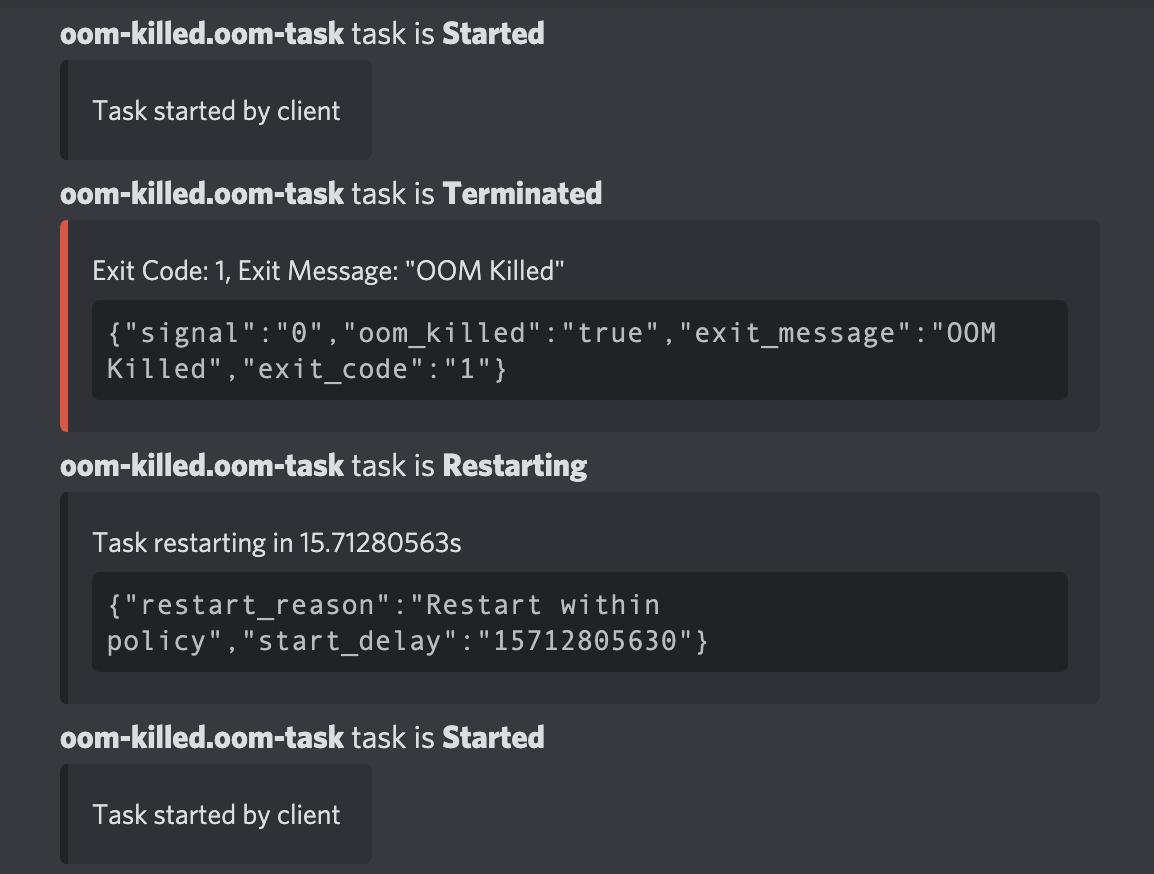 oom-killed.oom-task task is Started
Task started by client
oom-killed.oom-task task is Terminated
Exit Code: 1, Exit Message: "OOM Killed"
{"signal":"0","oom_killed":"true","exit_message":"OOM
Killed","exit_code":"1"}
oom-killed.oom-task task is Restarting
Task restarting in 15.71280563s
{"restart_reason":"Restart within
policy","start_delay":"15712805630"}
oom-killed.oom-task task is Started
Task started by client